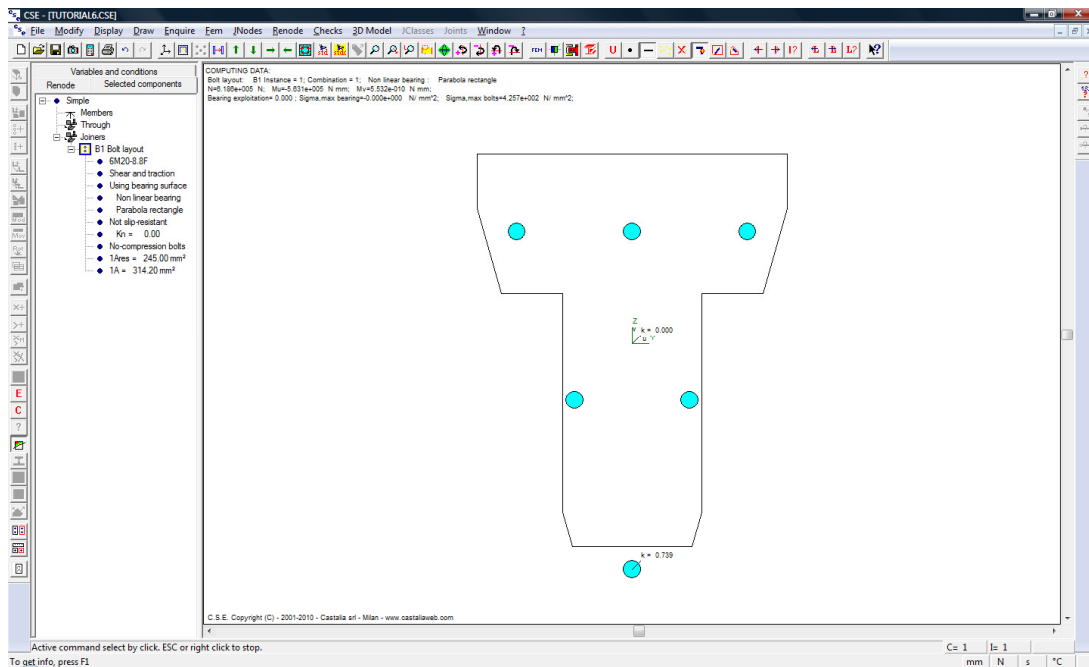 CSE - [TUTORIAL6.CSE]
File Modify Display Draw Enquire Fem JNodes Renode Checks 3D Model JClasses Joints Window ?
Variables and conditions
Renode Selected components
Simple
Members
Through
Joiners
B1 Bolt layout
6M20-8.8F
Shear and traction
Using bearing surface
Non linear bearing
Parabola rectangle
Not slip-resistant
Kn = 0.00
No-compression bolts
1Ares = 245.00 mm²
1A = 314.20 mm²
COMPUTING DATA:
Bolt layout: B1 Instance = 1; Combination = 1; Non linear bearing : Parabola rectangle
N=6.186e+005 N; Mu=-5.631e+005 N mm; Mv=5.532e-010 N mm;
Bearing exploitation= 0.000 ; Sigma,max bearing=-0.000e+000 N/ mm^2; Sigma,max bolts=4.257e+002 N/ mm^2;
Z
v k = 0.000
u Y
k = 0.739
C.S.E. Copyright (C) - 2001-2010 - Castalia srl - Milan - www.castaliaweb.com
Active command select by click. ESC or right click to stop.
C= 1 I= 1
To get info, press F1
mm N s °C